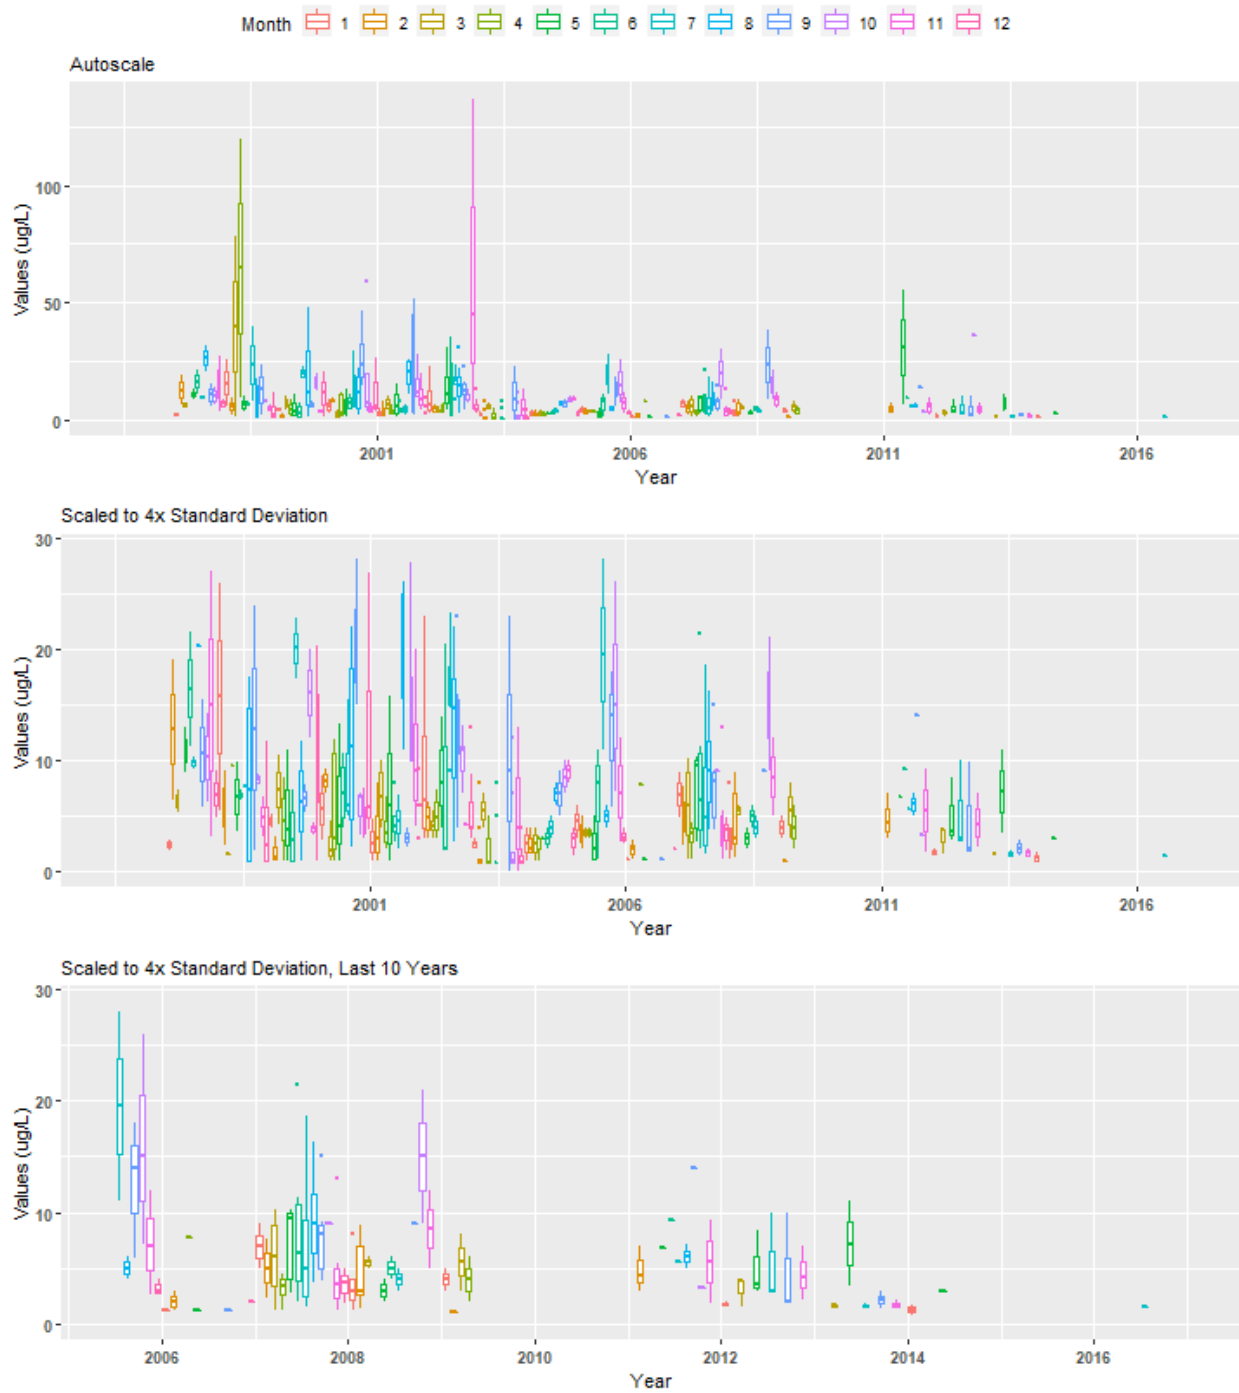 Month 1 2 3 4 5 6 7 8 9 10 11 12
Autoscale
Values (ug/L)
100
50
0
2001 2006 2011 2016
Year
Scaled to 4x Standard Deviation
Values (ug/L)
30
20
10
0
2001 2006 2011 2016
Year
Scaled to 4x Standard Deviation, Last 10 Years
Values (ug/L)
30
20
10
0
2006 2008 2010 2012 2014 2016
Year